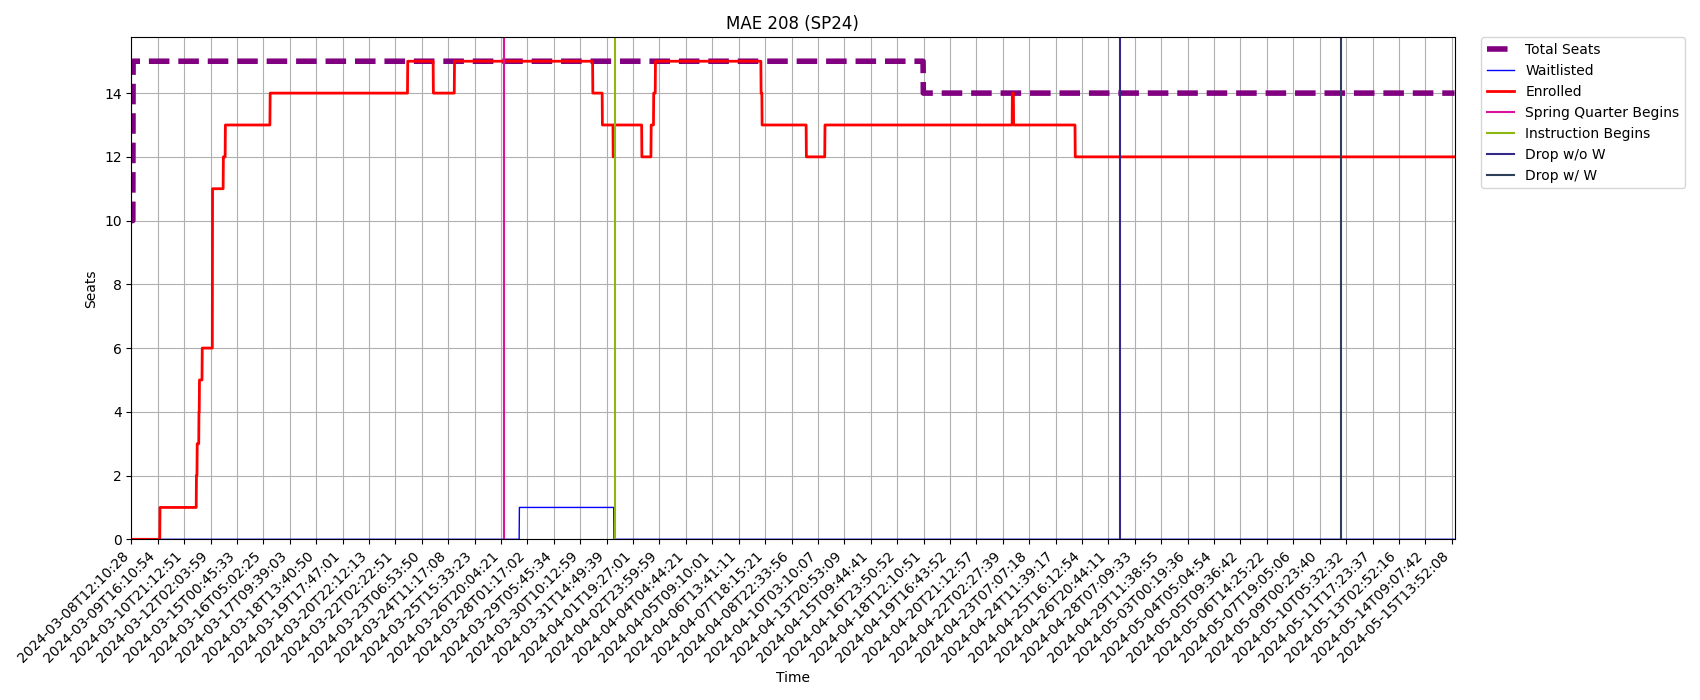 MAE 208 (SP24)
Total Seats
Waitlisted
Enrolled
Spring Quarter Begins
Instruction Begins
Drop w/o W
Drop w/ W
Seats
14
12
10
8
6
4
2
0
2024-03-08T12:10:28
2024-03-09T16:10:54
2024-03-10T21:12:51
2024-03-12T02:03:59
2024-03-15T00:45:33
2024-03-16T05:02:25
2024-03-17T09:39:03
2024-03-18T13:40:50
2024-03-19T17:47:01
2024-03-20T22:12:13
2024-03-22T02:22:51
2024-03-23T06:53:50
2024-03-24T11:17:08
2024-03-25T15:33:23
2024-03-26T20:04:21
2024-03-28T01:17:02
2024-03-29T05:45:34
2024-03-30T10:12:59
2024-03-31T14:49:39
2024-04-01T19:27:01
2024-04-02T23:59:59
2024-04-04T04:44:21
2024-04-05T09:10:01
2024-04-06T13:41:11
2024-04-07T18:15:21
2024-04-08T22:33:56
2024-04-10T03:10:07
2024-04-13T20:53:09
2024-04-15T09:44:41
2024-04-16T23:50:52
2024-04-18T12:10:51
2024-04-19T16:43:52
2024-04-20T21:12:57
2024-04-22T02:27:39
2024-04-23T07:07:18
2024-04-24T11:39:17
2024-04-25T16:12:54
2024-04-26T20:44:11
2024-04-28T07:09:33
2024-04-29T11:38:55
2024-05-03T00:19:36
2024-05-04T05:04:54
2024-05-05T09:36:42
2024-05-06T14:25:22
2024-05-07T19:05:06
2024-05-09T00:23:40
2024-05-10T05:32:32
2024-05-11T17:23:37
2024-05-13T02:52:16
2024-05-14T09:07:42
2024-05-15T13:52:08
Time